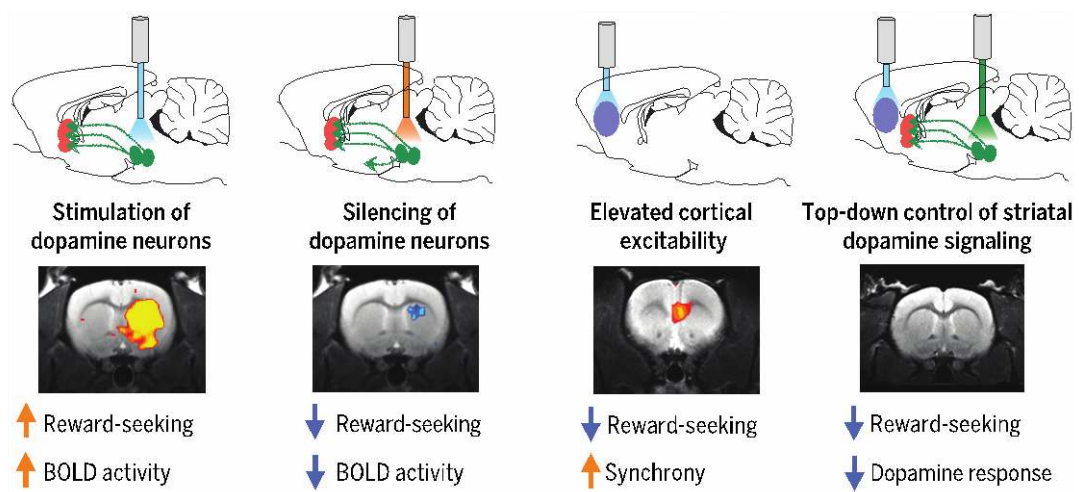 Stimulation of
dopamine neurons
Silencing of
dopamine neurons
Elevated cortical
excitability
Top-down control of striatal
dopamine signaling
Reward-seeking
BOLD activity
Reward-seeking
BOLD activity
Reward-seeking
Synchrony
Reward-seeking
Dopamine response